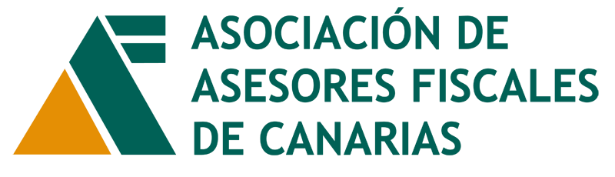 ASOCIACIÓN DE
ASESORES FISCALES
DE CANARIAS